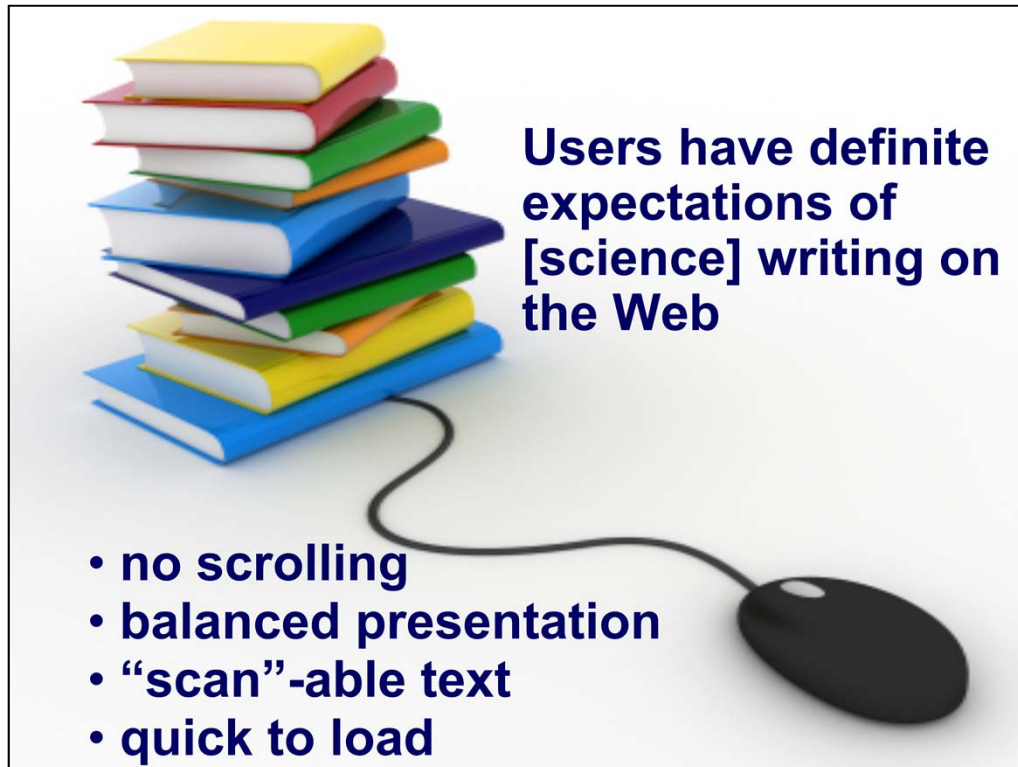 Users have definite
expectations of
[science] writing on
the Web
• no scrolling
• balanced presentation
• “scan”-able text
• quick to load